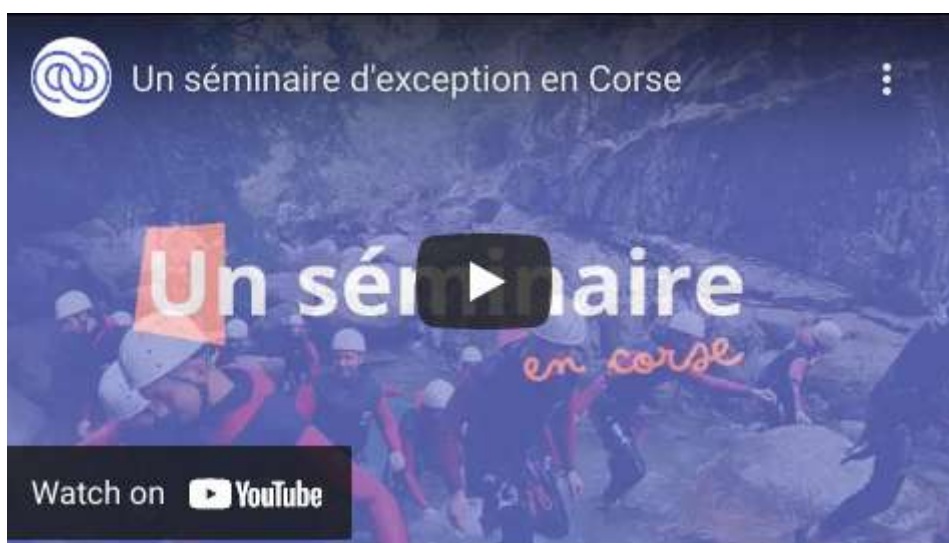 Un séminaire d'exception en Corse
Un séminaire
en corse
Watch on YouTube